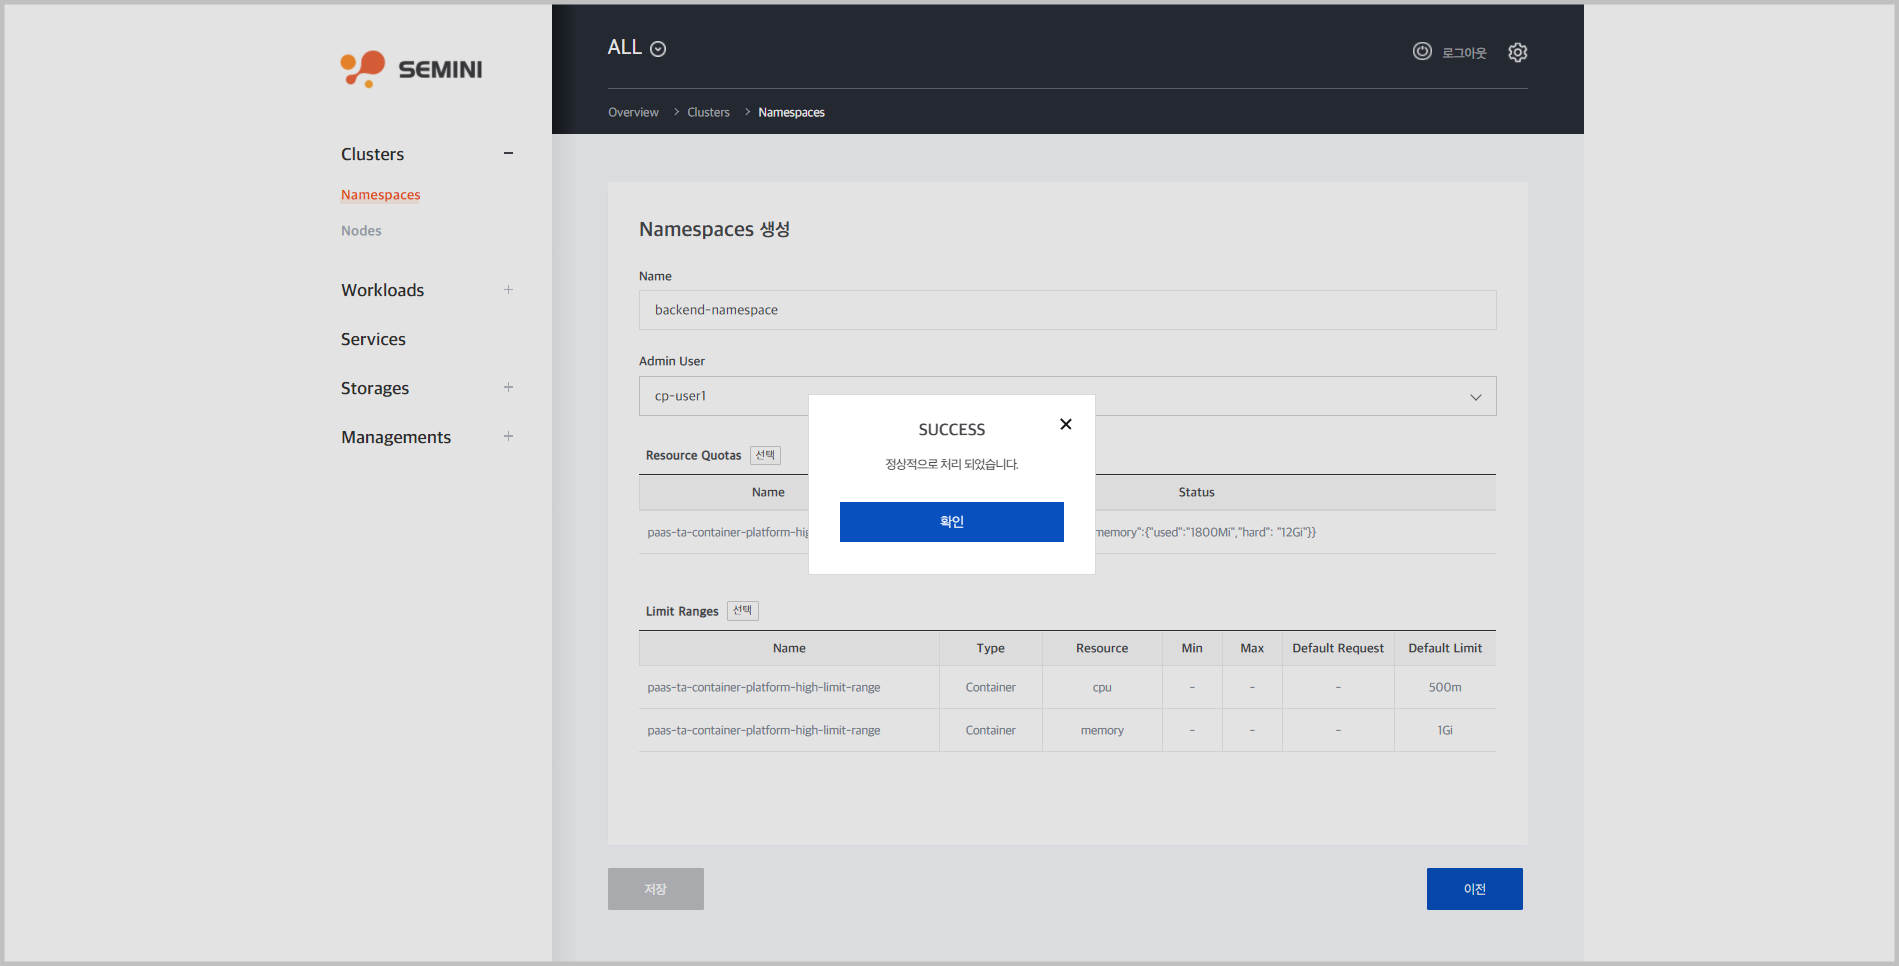 SEMINI
Clusters
Namespaces
Nodes
Workloads
Services
Storages
Managements
ALL
로그아웃
Overview > Clusters > Namespaces
Namespaces 생성
Name
backend-namespace
Admin User
cp-user1
SUCCESS
정상적으로 처리 되었습니다.
확인
Resource Quotas 선택
Name Status
paas-ta-container-platform-hig memory":{"used":"1800Mi","hard": "12Gi"}}
Limit Ranges 선택
Name Type Resource Min Max Default Request Default Limit
paas-ta-container-platform-high-limit-range Container cpu - - - 500m
paas-ta-container-platform-high-limit-range Container memory - - - 1Gi
저장 이전